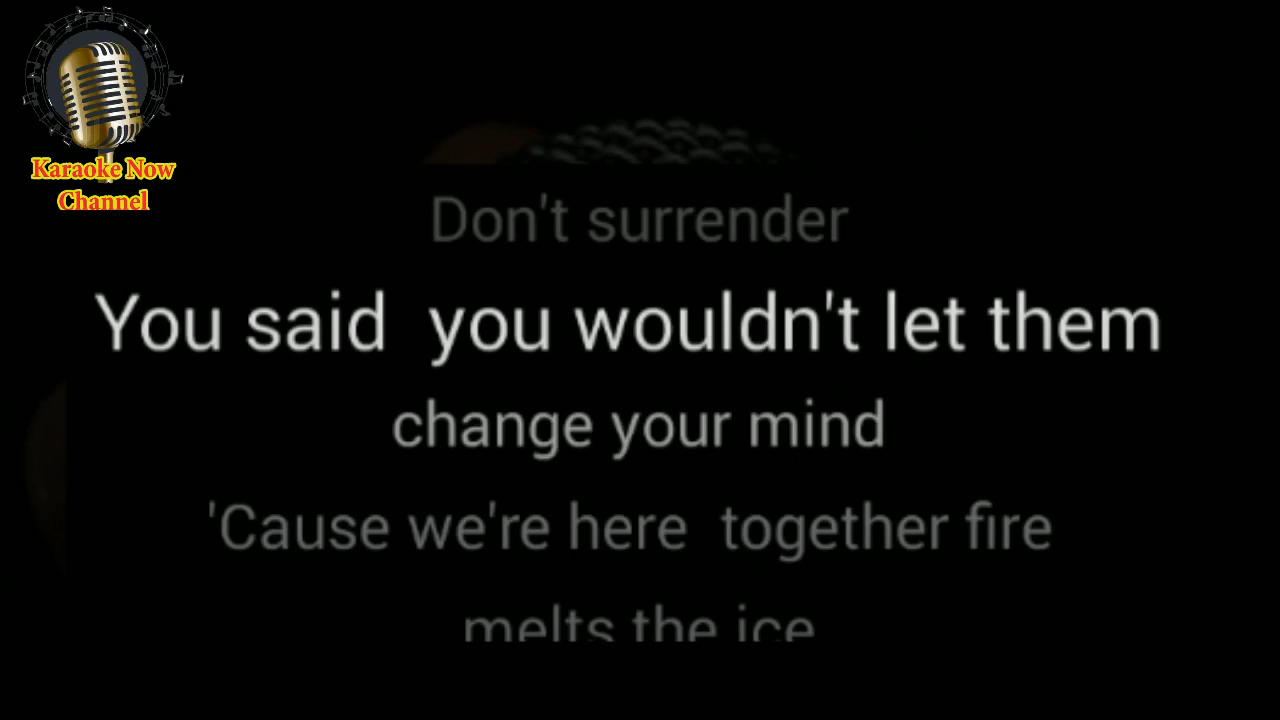 Karaoke Now
Channel
Don't surrender
You said you wouldn't let them
change your mind
'Cause we're here together fire
melts the ice